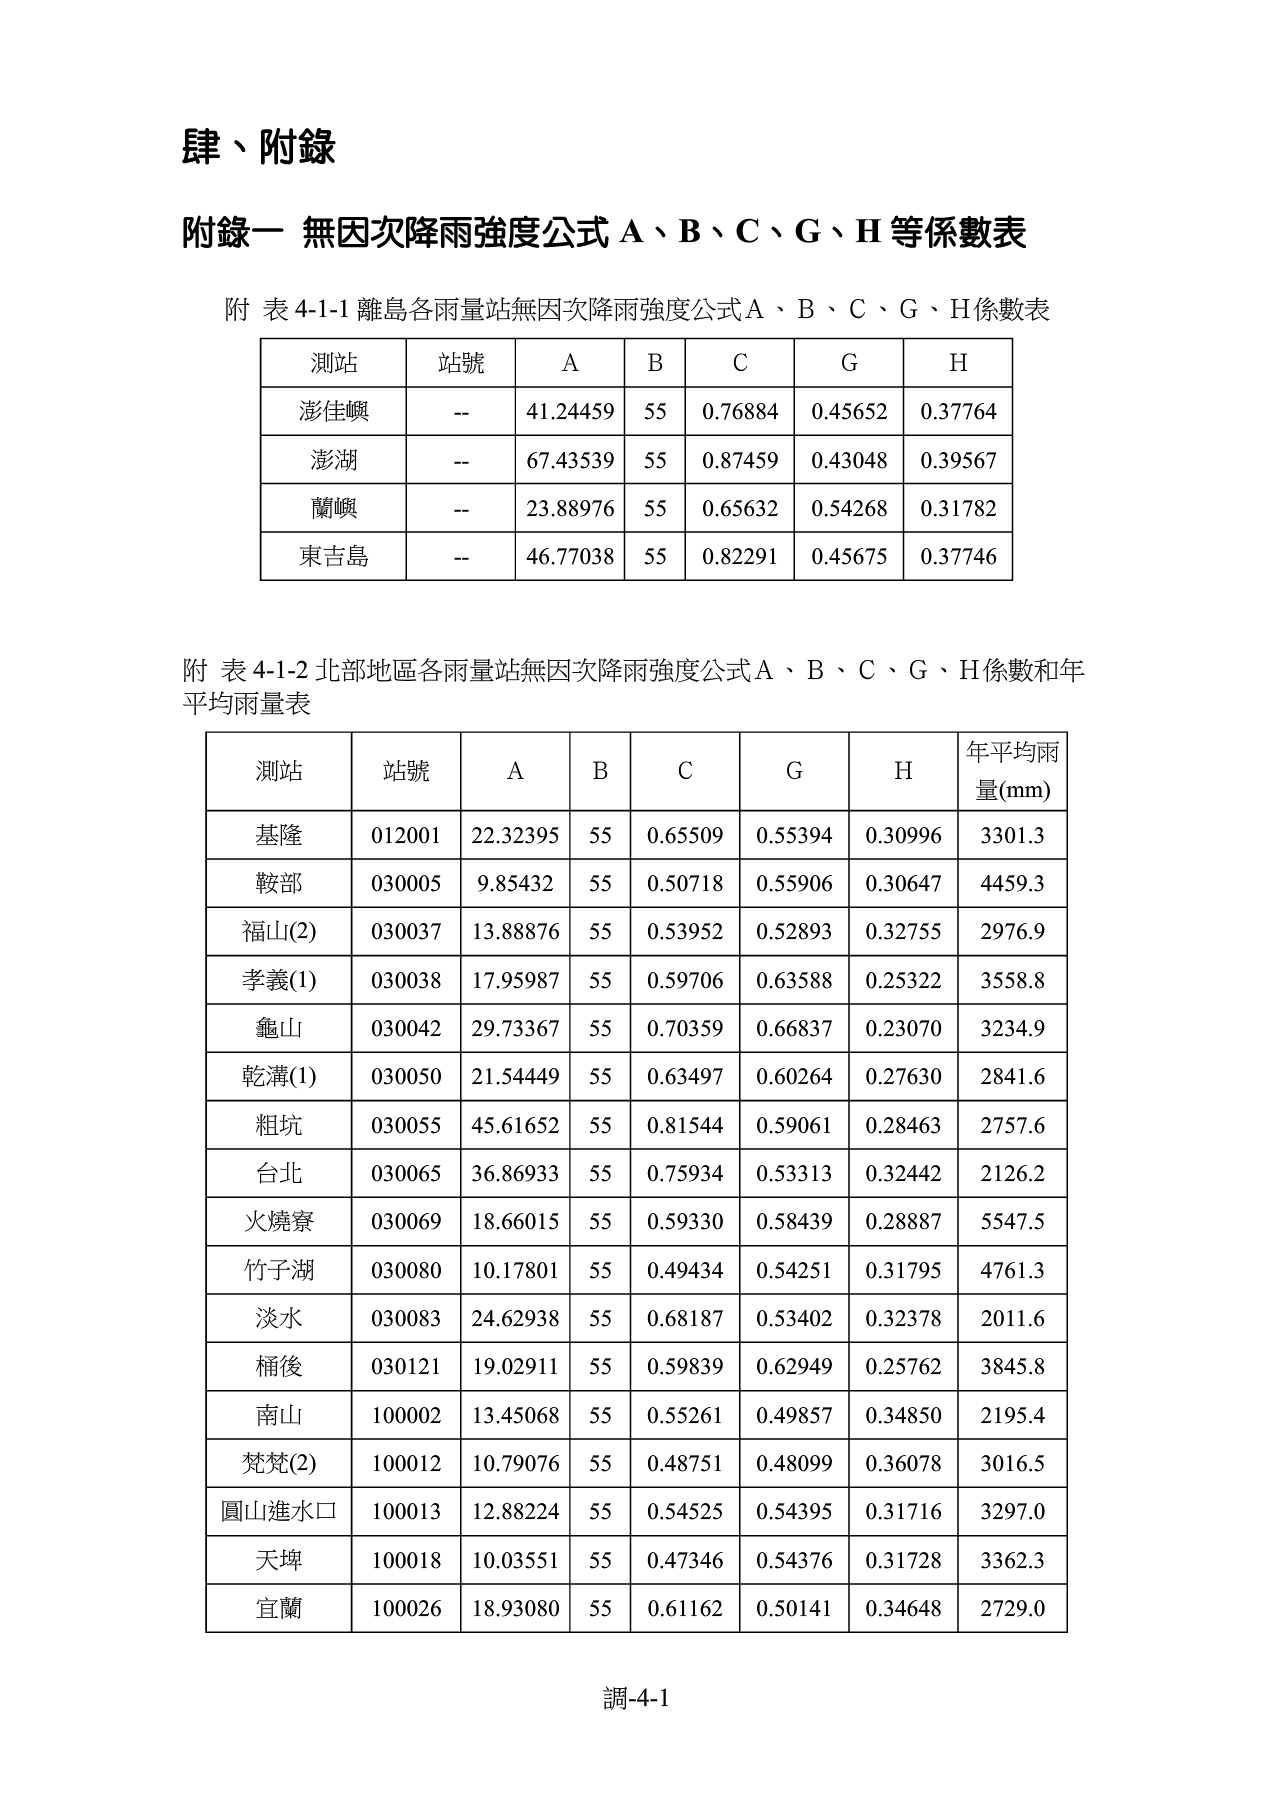 肆、附錄
附錄一 無因次降雨強度公式 A、B、C、G、H 等係數表
附 表 4-1-1 離島各雨量站無因次降雨強度公式Ａ、Ｂ、Ｃ、Ｇ、Ｈ係數表
測站 站號 A B C G H
澎佳嶼 -- 41.24459 55 0.76884 0.45652 0.37764
澎湖 -- 67.43539 55 0.87459 0.43048 0.39567
蘭嶼 -- 23.88976 55 0.65632 0.54268 0.31782
東吉島 -- 46.77038 55 0.82291 0.45675 0.37746
附 表 4-1-2 北部地區各雨量站無因次降雨強度公式Ａ、Ｂ、Ｃ、Ｇ、Ｈ係數和年
平均雨量表
測站 站號 A B C G H 年平均雨
量(mm)
基隆 012001 22.32395 55 0.65509 0.55394 0.30996 3301.3
鞍部 030005 9.85432 55 0.50718 0.55906 0.30647 4459.3
福山(2) 030037 13.88876 55 0.53952 0.52893 0.32755 2976.9
孝義(1) 030038 17.95987 55 0.59706 0.63588 0.25322 3558.8
龜山 030042 29.73367 55 0.70359 0.66837 0.23070 3234.9
乾溝(1) 030050 21.54449 55 0.63497 0.60264 0.27630 2841.6
粗坑 030055 45.61652 55 0.81544 0.59061 0.28463 2757.6
台北 030065 36.86933 55 0.75934 0.53313 0.32442 2126.2
火燒寮 030069 18.66015 55 0.59330 0.58439 0.28887 5547.5
竹子湖 030080 10.17801 55 0.49434 0.54251 0.31795 4761.3
淡水 030083 24.62938 55 0.68187 0.53402 0.32378 2011.6
桶後 030121 19.02911 55 0.59839 0.62949 0.25762 3845.8
南山 100002 13.45068 55 0.55261 0.49857 0.34850 2195.4
梵梵(2) 100012 10.79076 55 0.48751 0.48099 0.36078 3016.5
圓山進水口 100013 12.88224 55 0.54525 0.54395 0.31716 3297.0
天埤 100018 10.03551 55 0.47346 0.54376 0.31728 3362.3
宜蘭 100026 18.93080 55 0.61162 0.50141 0.34648 2729.0
調-4-1